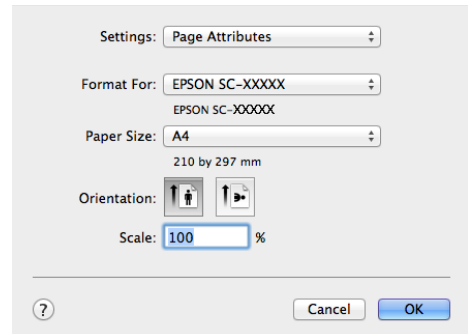 Settings: Page Attributes
Format For: EPSON SC-XXXXX
EPSON SC-XXXXX
Paper Size: A4
210 by 297 mm
Orientation:
Scale: 100 %
? Cancel OK